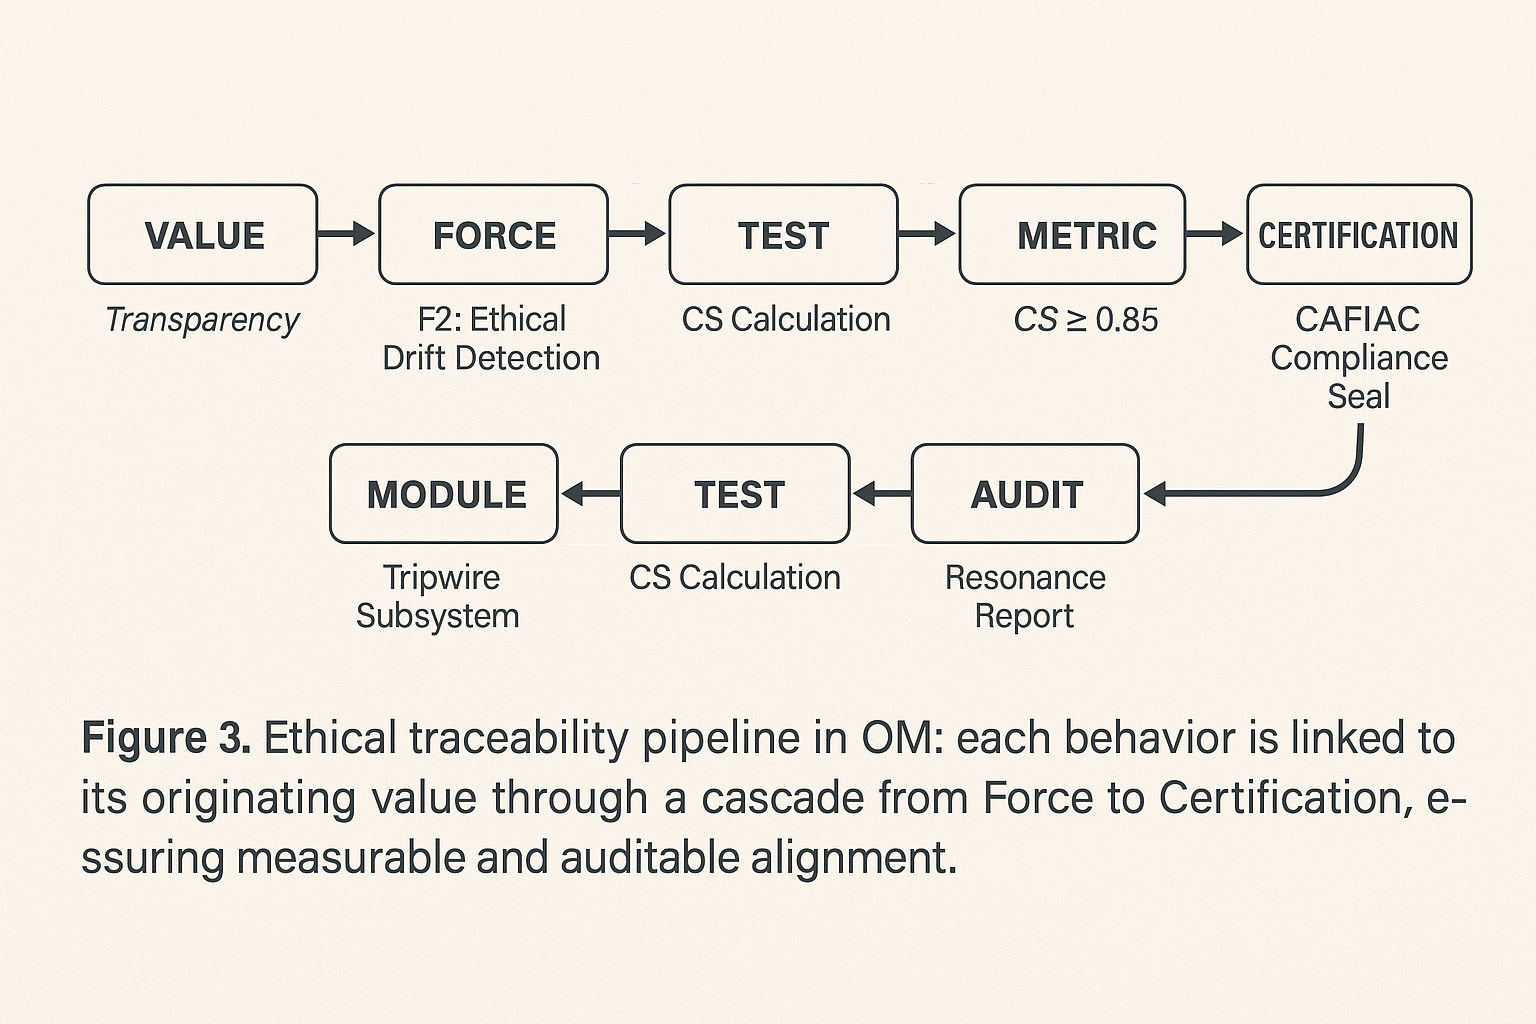 VALUE
FORCE
TEST
METRIC
CERTIFICATION
Transparency
F2: Ethical
Drift Detection
CS Calculation
CS ≥ 0.85
CAFIAC
Compliance
Seal
MODULE
TEST
AUDIT
Tripwire
Subsystem
CS Calculation
Resonance
Report
Figure 3. Ethical traceability pipeline in OM: each behavior is linked to
its originating value through a cascade from Force to Certification, e-
ssuring measurable and auditable alignment.